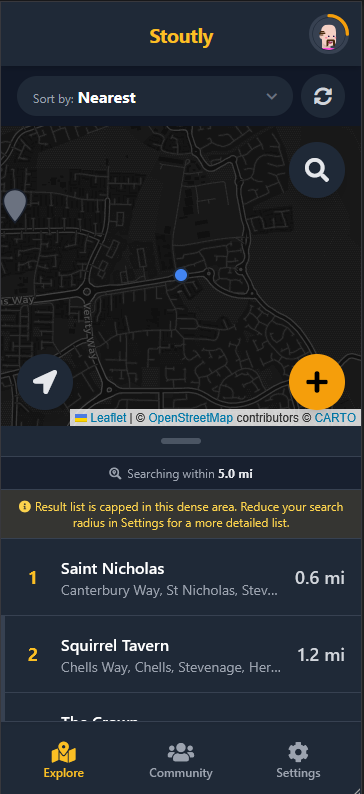 Stoutly
Sort by: Nearest
s Way
Verity Way
Leaflet | © OpenStreetMap contributors © CARTO
Searching within 5.0 mi
Result list is capped in this dense area. Reduce your search
radius in Settings for a more detailed list.
1
Saint Nicholas
Canterbury Way, St Nicholas, Stev...
0.6 mi
2
Squirrel Tavern
Chells Way, Chells, Stevenage, Her...
1.2 mi
The Crown
Explore
Community
Settings